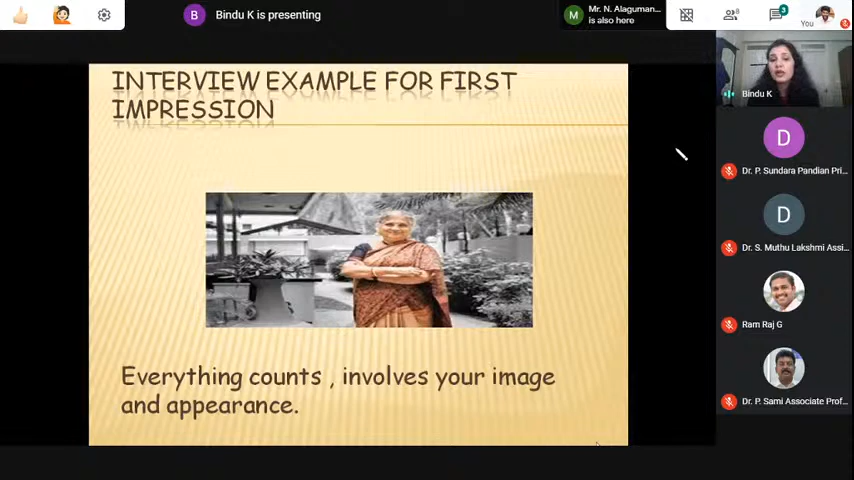 B
Bindu K is presenting
M
Mr. N. Alaguman...
is also here
8
3
You
INTERVIEW EXAMPLE FOR FIRST
IMPRESSION
Everything counts , involves your image
and appearance.
Bindu K
D
Dr. P. Sundara Pandian Pri...
D
Dr. S. Muthu Lakshmi Assi...
Ram Raj G
Dr. P. Sami Associate Prof...